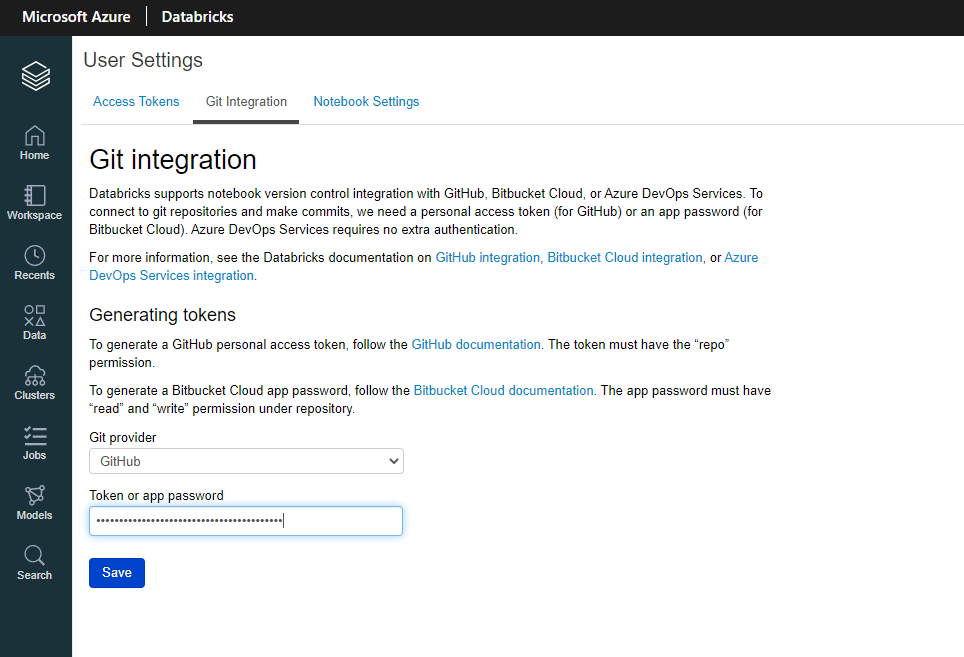 Microsoft Azure Databricks
User Settings
Access Tokens Git Integration Notebook Settings
Home
Workspace
Recents
Data
Clusters
Jobs
Models
Search
Git integration
Databricks supports notebook version control integration with GitHub, Bitbucket Cloud, or Azure DevOps Services. To
connect to git repositories and make commits, we need a personal access token (for GitHub) or an app password (for
Bitbucket Cloud). Azure DevOps Services requires no extra authentication.
For more information, see the Databricks documentation on GitHub integration, Bitbucket Cloud integration, or Azure
DevOps Services integration.
Generating tokens
To generate a GitHub personal access token, follow the GitHub documentation. The token must have the “repo”
permission.
To generate a Bitbucket Cloud app password, follow the Bitbucket Cloud documentation. The app password must have
“read” and “write” permission under repository.
Git provider
GitHub
Token or app password
Save